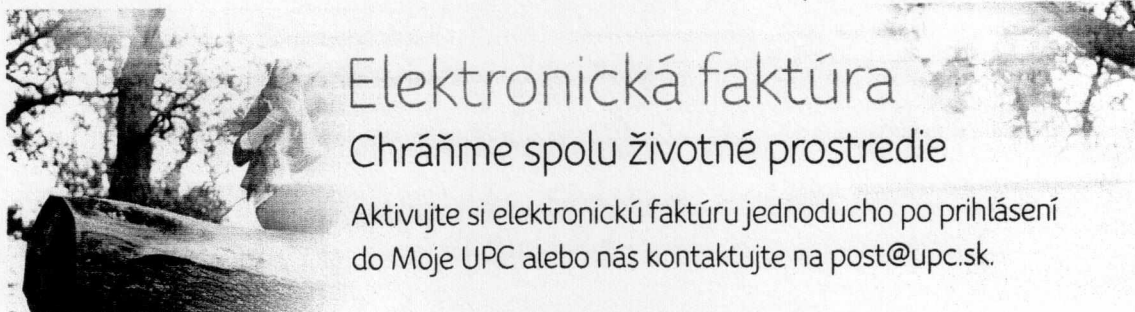 Elektronická faktúra
Chráňme spolu životné prostredie
Aktivujte si elektronickú faktúru jednoducho po prihlásení
do Moje UPC alebo nás kontaktujte na post@upc.sk.